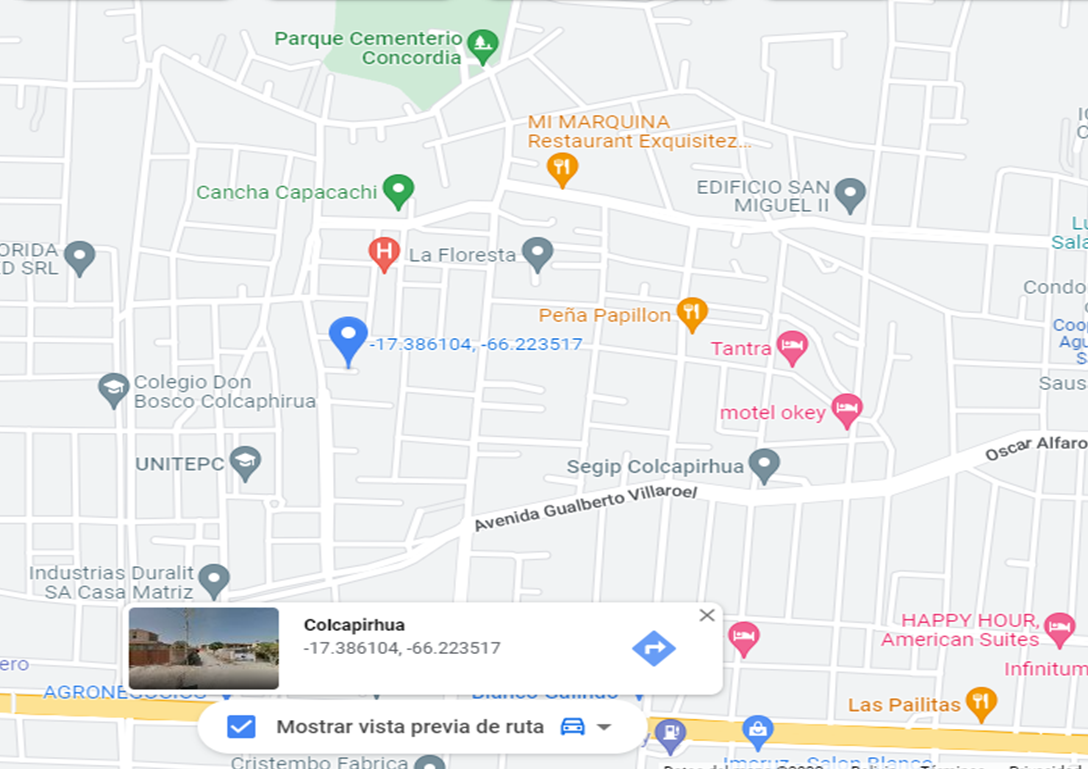 Parque Cementerio
Concordia
MI MARQUINA
Restaurant Exquisitez...
Cancha Capacachi
EDIFICIO SAN
MIGUEL II
ORIDA
D SRL
H
La Floresta
Condo
Peña Papillon
-17.386104, -66.223517
Tantra
Coo
Agu
S
Colegio Don
Bosco Colcaphirua
Saus
motel okey
UNITEPC
Segip Colcapirhua
Oscar Alfaro
Avenida Gualberto Villaroel
Industrias Duralit
SA Casa Matriz
Colcapirhua
-17.386104, -66.223517
HAPPY HOUR,
American Suites
ero
Infinitum
AGRONEGOCIOS
Blanco Galindo
Las Pailitas
Mostrar vista previa de ruta
Cristembo Fabrica